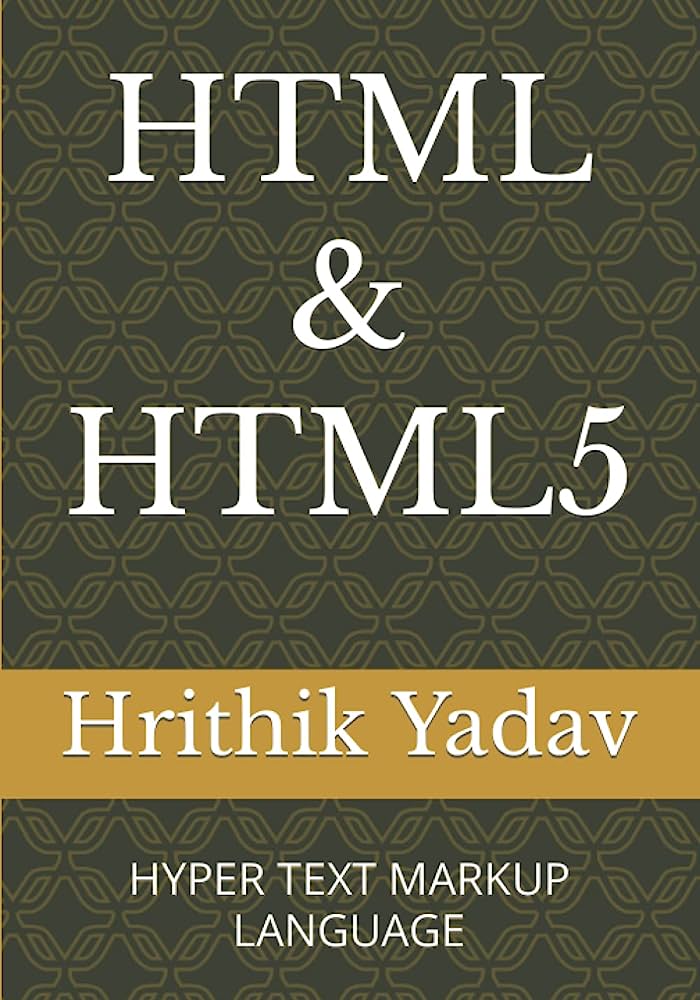 HTML
&
HTML5
Hrithik Yadav
HYPER TEXT MARKUP
LANGUAGE